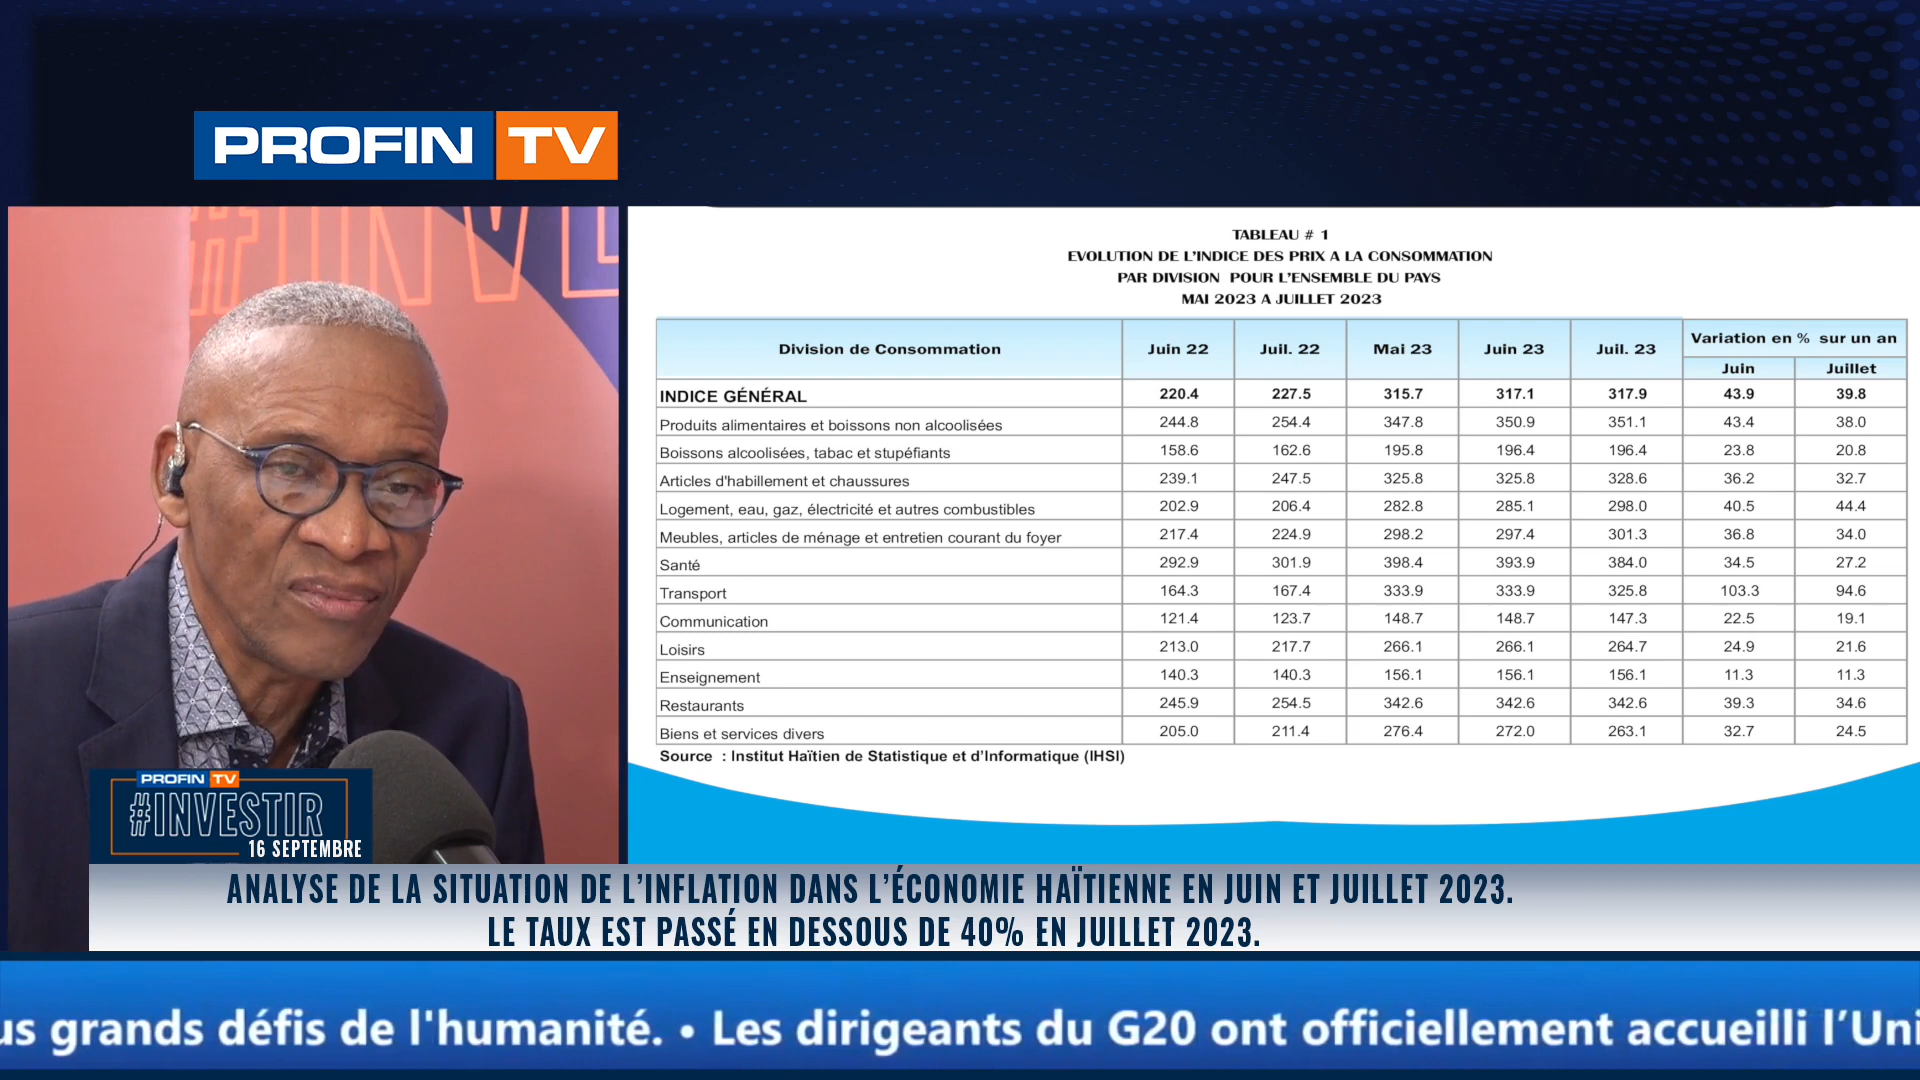 PROFIN TV
#INVE
TABLEAU # 1
EVOLUTION DE L'INDICE DES PRIX A LA CONSOMMATION
PAR DIVISION POUR L'ENSEMBLE DU PAYS
MAI 2023 A JUILLET 2023
Division de Consommation Juin 22 Juil. 22 Mai 23 Juin 23 Juil. 23 Variation en % sur un an
Juin Juillet
INDICE GÉNÉRAL 220.4 227.5 315.7 317.1 317.9 43.9 39.8
Produits alimentaires et boissons non alcoolisées 244.8 254.4 347.8 350.9 351.1 43.4 38.0
Boissons alcoolisées, tabac et stupéfiants 158.6 162.6 195.8 196.4 196.4 23.8 20.8
Articles d'habillement et chaussures 239.1 247.5 325.8 325.8 328.6 36.2 32.7
Logement, eau, gaz, électricité et autres combustibles 202.9 206.4 282.8 285.1 298.0 40.5 44.4
Meubles, articles de ménage et entretien courant du foyer 217.4 224.9 298.2 297.4 301.3 36.8 34.0
Santé 292.9 301.9 398.4 393.9 384.0 34.5 27.2
Transport 164.3 167.4 333.9 333.9 325.8 103.3 94.6
Communication 121.4 123.7 148.7 148.7 147.3 22.5 19.1
Loisirs 213.0 217.7 266.1 266.1 264.7 24.9 21.6
Enseignement 140.3 140.3 156.1 156.1 156.1 11.3 11.3
Restaurants 245.9 254.5 342.6 342.6 342.6 39.3 34.6
Biens et services divers 205.0 211.4 276.4 272.0 263.1 32.7 24.5
Source : Institut Haïtien de Statistique et d'Informatique (IHSI)
PROFIN TV
#INVESTIR
16 SEPTEMBRE
ANALYSE DE LA SITUATION DE L'INFLATION DANS L'ÉCONOMIE HAÏTIENNE EN JUIN ET JUILLET 2023.
LE TAUX EST PASSÉ EN DESSOUS DE 40% EN JUILLET 2023.
us grands défis de l'humanité. • Les dirigeants du G20 ont officiellement accueilli l'Uni